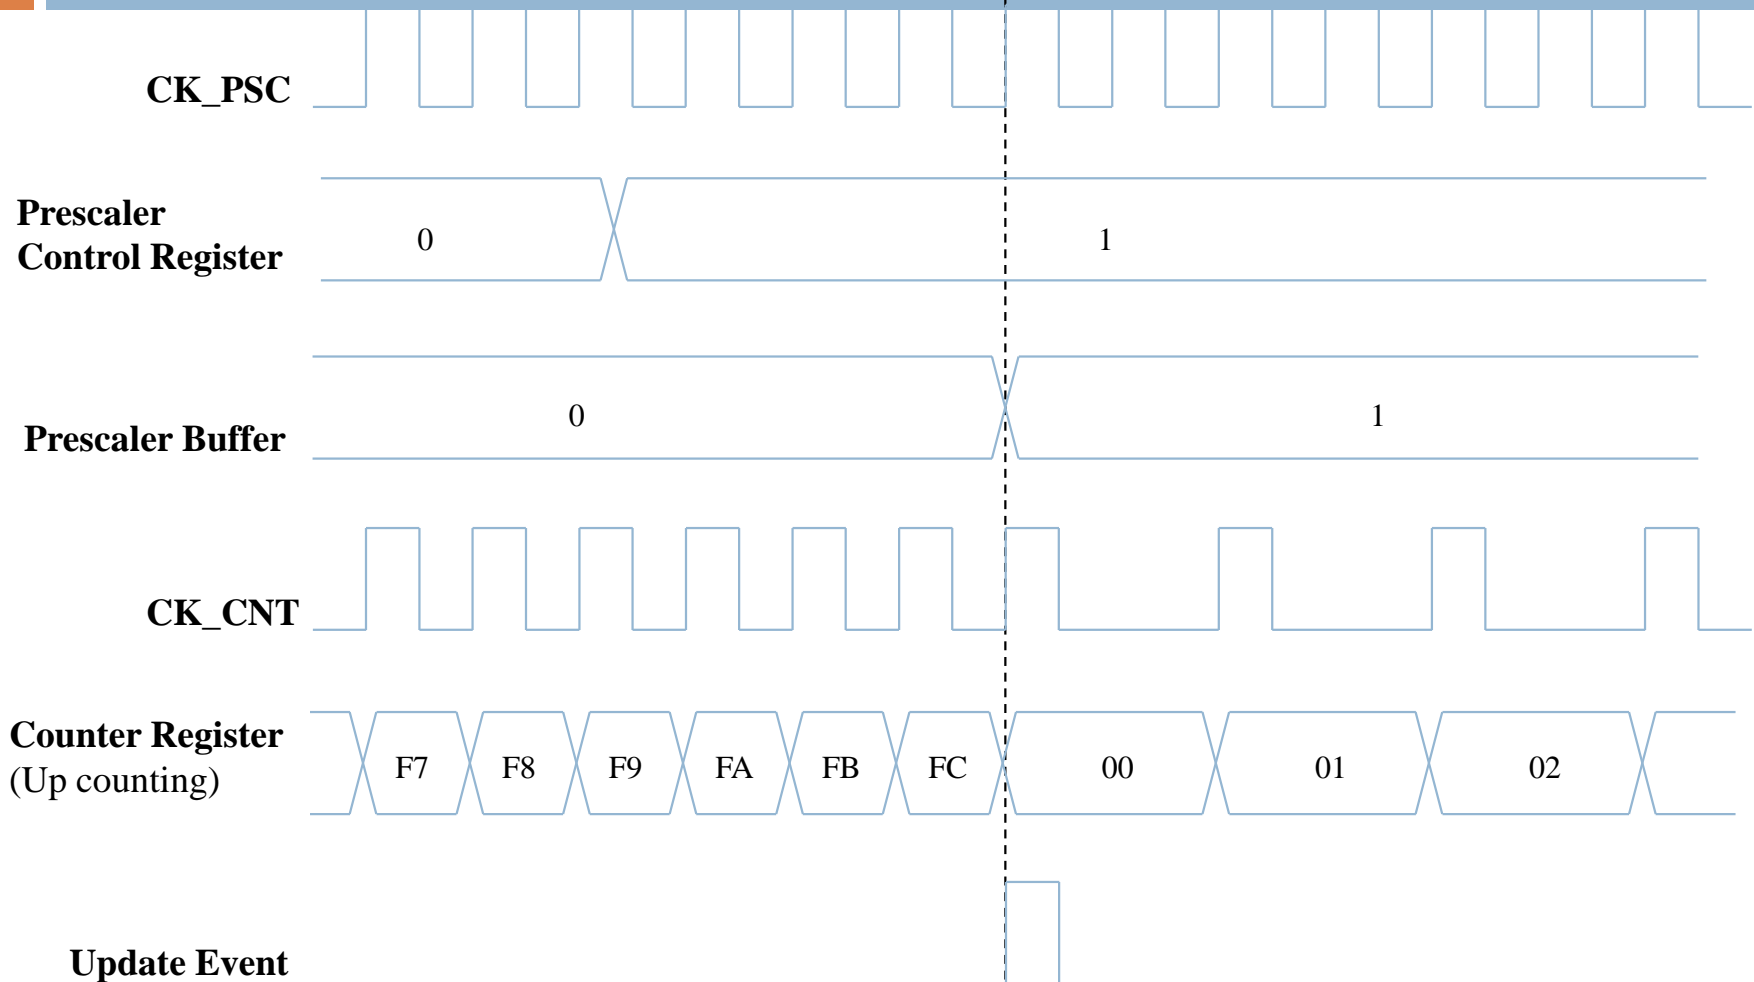 CK_PSC
Prescaler
Control Register
0
1
Prescaler Buffer
0
1
CK_CNT
Counter Register
(Up counting)
F7
F8
F9
FA
FB
FC
00
01
02
Update Event